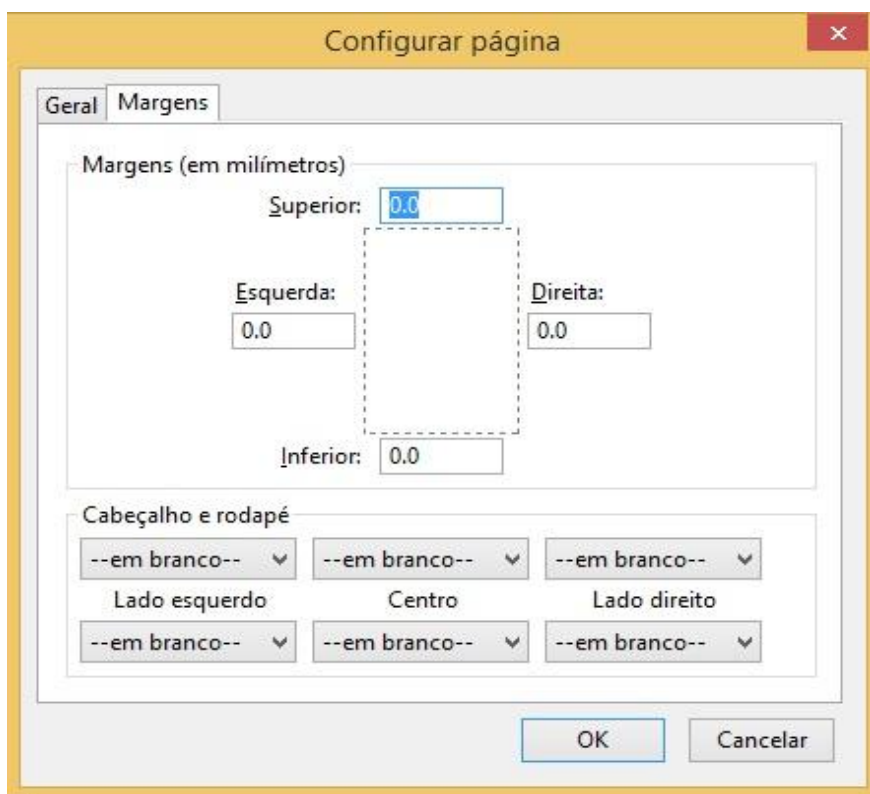 Configurar página
Geral Margens
Margens (em milímetros)
Superior: 0.0
Esquerda: Direita:
0.0 0.0
Inferior: 0.0
Cabeçalho e rodapé
--em branco-- --em branco-- --em branco--
Lado esquerdo Centro Lado direito
--em branco-- --em branco-- --em branco--
OK Cancelar